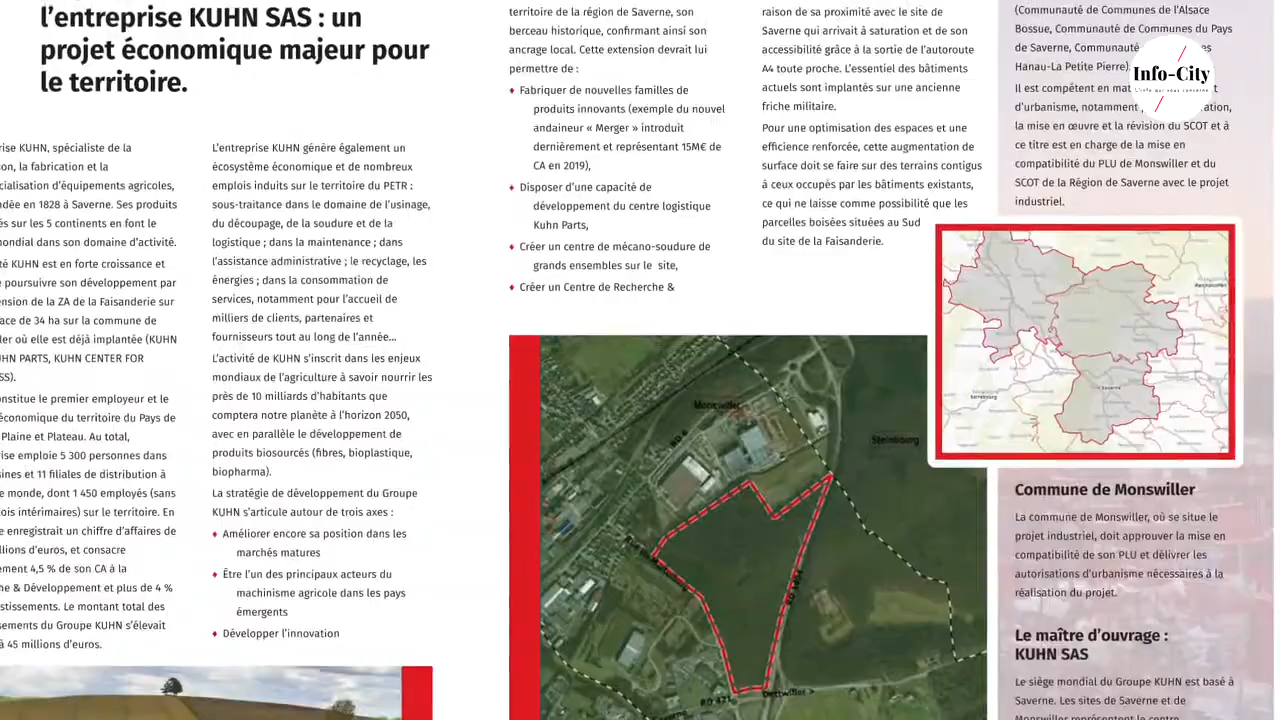 l’entreprise KUHN SAS : un
projet économique majeur pour
le territoire.
rise KUHN, spécialiste de la
on, la fabrication et la
cialisation d’équipements agricoles,
ndée en 1828 à Saverne. Ses produits
és sur les 5 continents en font le
mondial dans son domaine d’activité.
té KUHN est en forte croissance et
e poursuivre son développement par
ension de la ZA de la Faisanderie sur
ace de 34 ha sur la commune de
ler où elle est déjà implantée (KUHN
UHN PARTS, KUHN CENTER FOR
SS).
onstitue le premier employeur et le
économique du territoire du Pays de
Plaine et Plateau. Au total,
rise emploie 5 300 personnes dans
sines et 11 filiales de distribution à
e monde, dont 1 450 employés (sans
ois intérimaires) sur le territoire. En
e enregistrait un chiffre d’affaires de
llions d’euros, et consacre
ement 4,5 % de son CA à la
he & Développement et plus de 4 %
estissements. Le montant total des
sements du Groupe KUHN s’élevait
à 45 millions d’euros.
L’entreprise KUHN génère également un
écosystème économique et de nombreux
emplois induits sur le territoire du PETR :
sous-traitance dans le domaine de l’usinage,
du découpage, de la soudure et de la
logistique ; dans la maintenance ; dans
l’assistance administrative ; le recyclage, les
énergies ; dans la consommation de
services, notamment pour l’accueil de
milliers de clients, partenaires et
fournisseurs tout au long de l’année…
L’activité de KUHN s’inscrit dans les enjeux
mondiaux de l’agriculture à savoir nourrir les
près de 10 milliards d’habitants que
comptera notre planète à l’horizon 2050,
avec en parallèle le développement de
produits biosourcés (fibres, bioplastique,
biopharma).
La stratégie de développement du Groupe
KUHN s’articule autour de trois axes :
♦ Améliorer encore sa position dans les
marchés matures
♦ Être l’un des principaux acteurs du
machinisme agricole dans les pays
émergents
♦ Développer l’innovation
territoire de la région de Saverne, son
berceau historique, confirmant ainsi son
ancrage local. Cette extension devrait lui
permettre de :
♦ Fabriquer de nouvelles familles de
produits innovants (exemple du nouvel
andaineur « Merger » introduit
dernièrement et représentant 15M€ de
CA en 2019),
♦ Disposer d’une capacité de
développement du centre logistique
Kuhn Parts,
♦ Créer un centre de mécano-soudure de
grands ensembles sur le site,
♦ Créer un Centre de Recherche &
raison de sa proximité avec le site de
Saverne qui arrivait à saturation et de son
accessibilité grâce à la sortie de l’autoroute
A4 toute proche. L’essentiel des bâtiments
actuels sont implantés sur une ancienne
friche militaire.
Pour une optimisation des espaces et une
efficience renforcée, cette augmentation de
surface doit se faire sur des terrains contigus
à ceux occupés par les bâtiments existants,
ce qui ne laisse comme possibilité que les
parcelles boisées situées au Sud
du site de la Faisanderie.
Monswiller
Steinbourg
RD 6
RD 421
Dettwiller >
(Communauté de Communes de l’Alsace
Bossue, Communauté de Communes du Pays
de Saverne, Communauté es
Hanau-La Petite Pierre).
Info-City
Il est compétent en mat t
d’urbanisme, notamment ation,
la mise en œuvre et la révision du SCOT et à
ce titre est en charge de la mise en
compatibilité du PLU de Monswiller et du
SCOT de la Région de Saverne avec le projet
industriel.
Sarrebourg
Saverne
Commune de Monswiller
La commune de Monswiller, où se situe le
projet industriel, doit approuver la mise en
compatibilité de son PLU et délivrer les
autorisations d’urbanisme nécessaires à la
réalisation du projet.
Le maître d’ouvrage :
KUHN SAS
Le siège mondial du Groupe KUHN est basé à
Saverne. Les sites de Saverne et de
Monswiller représentent le centre